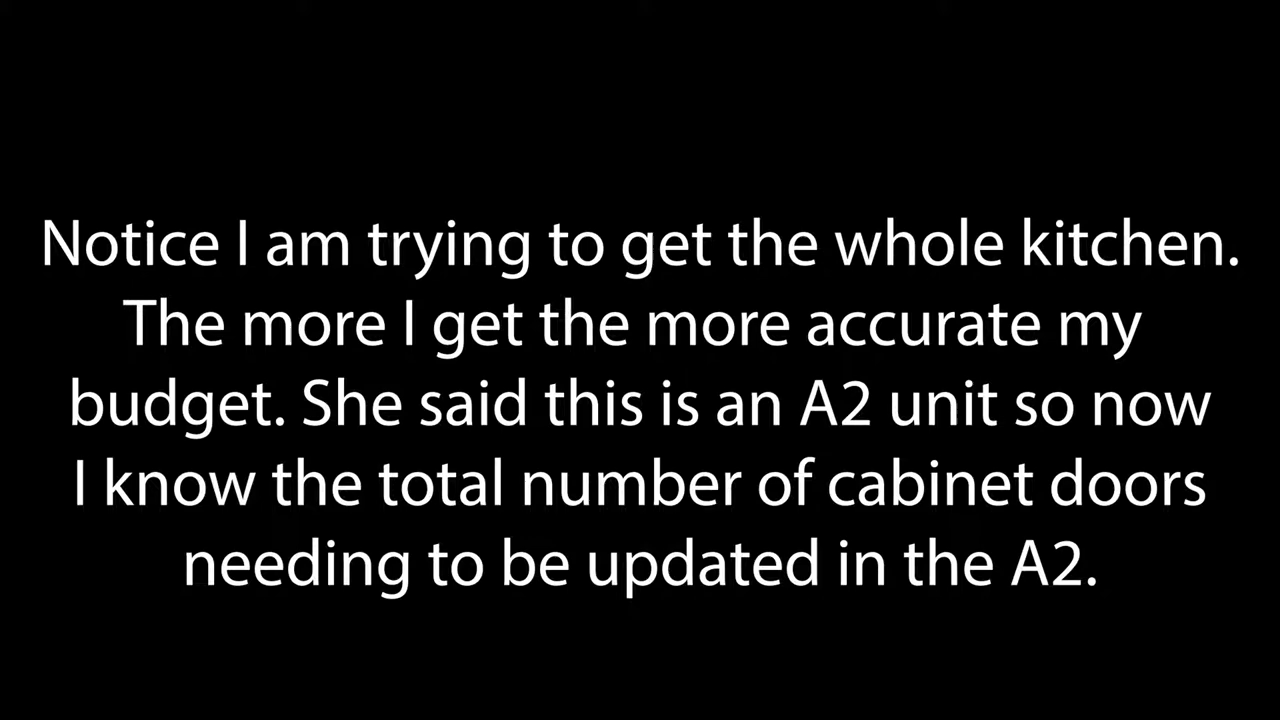 Notice I am trying to get the whole kitchen.
The more I get the more accurate my
budget. She said this is an A2 unit so now
I know the total number of cabinet doors
needing to be updated in the A2.